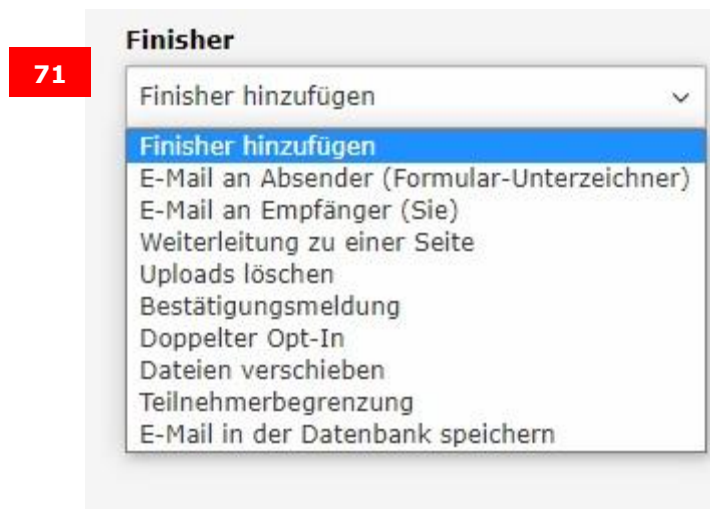 Finisher
71
Finisher hinzufügen
Finisher hinzufügen
E-Mail an Absender (Formular-Unterzeichner)
E-Mail an Empfänger (Sie)
Weiterleitung zu einer Seite
Uploads löschen
Bestätigungsmeldung
Doppelter Opt-In
Dateien verschieben
Teilnehmerbegrenzung
E-Mail in der Datenbank speichern